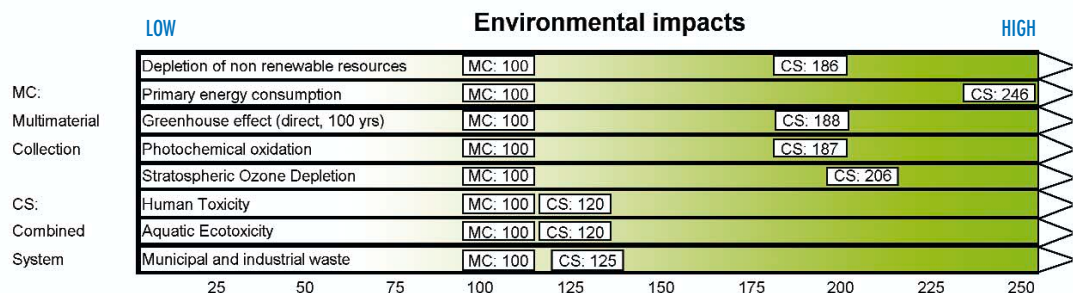 Environmental impacts
LOW HIGH
Depletion of non renewable resources MC: 100 CS: 186
MC: Primary energy consumption MC: 100 CS: 246
Multimaterial Greenhouse effect (direct, 100 yrs) MC: 100 CS: 188
Collection Photochemical oxidation MC: 100 CS: 187
Stratospheric Ozone Depletion MC: 100 CS: 206
CS: Human Toxicity MC: 100 CS: 120
Combined Aquatic Ecotoxicity MC: 100 CS: 120
System Municipal and industrial waste MC: 100 CS: 125
25 50 75 100 125 150 175 200 225 250